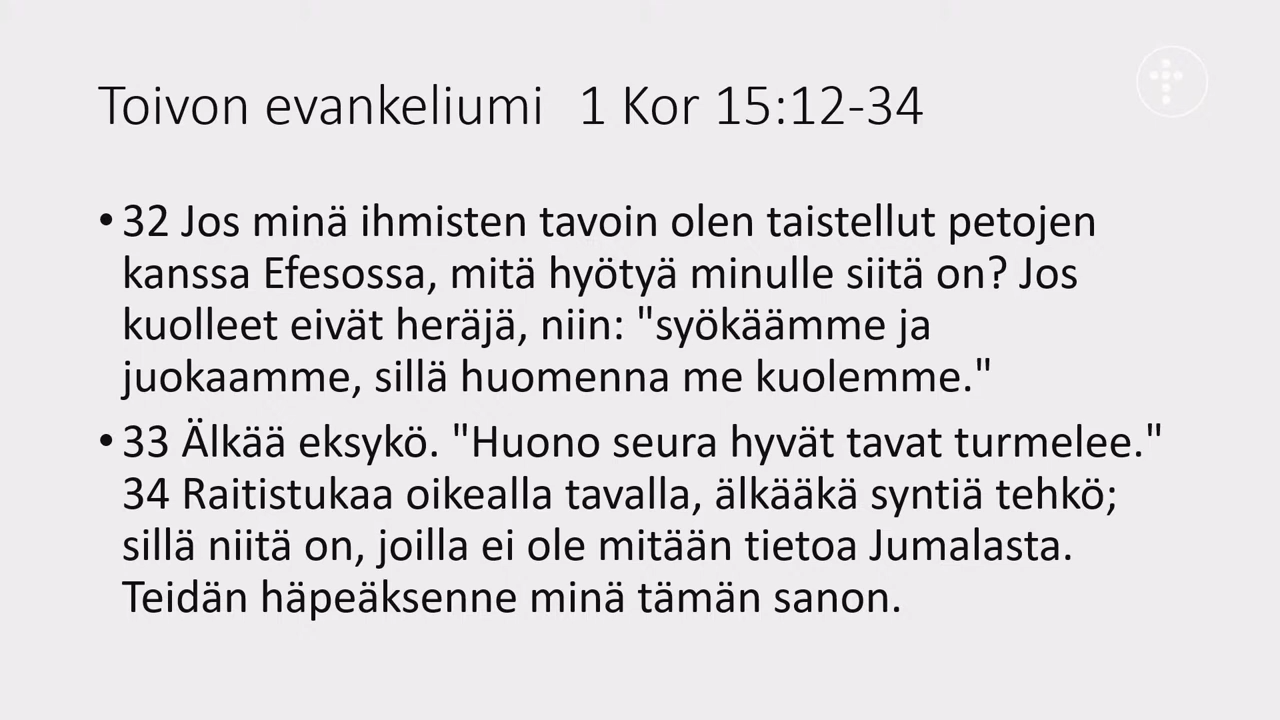 Toivon evankeliumi 1 Kor 15:12-34
•32 Jos minä ihmisten tavoin olen taistellut petojen
kanssa Efesossa, mitä hyötyä minulle siitä on? Jos
kuolleet eivät heräjä, niin: "syökäämme ja
juokaamme, sillä huomenna me kuolemme."
•33 Älkää eksykö. "Huono seura hyvät tavat turmelee."
34 Raitistukaa oikealla tavalla, älkääkä syntiä tehkö;
sillä niitä on, joilla ei ole mitään tietoa Jumalasta.
Teidän häpeäksenne minä tämän sanon.